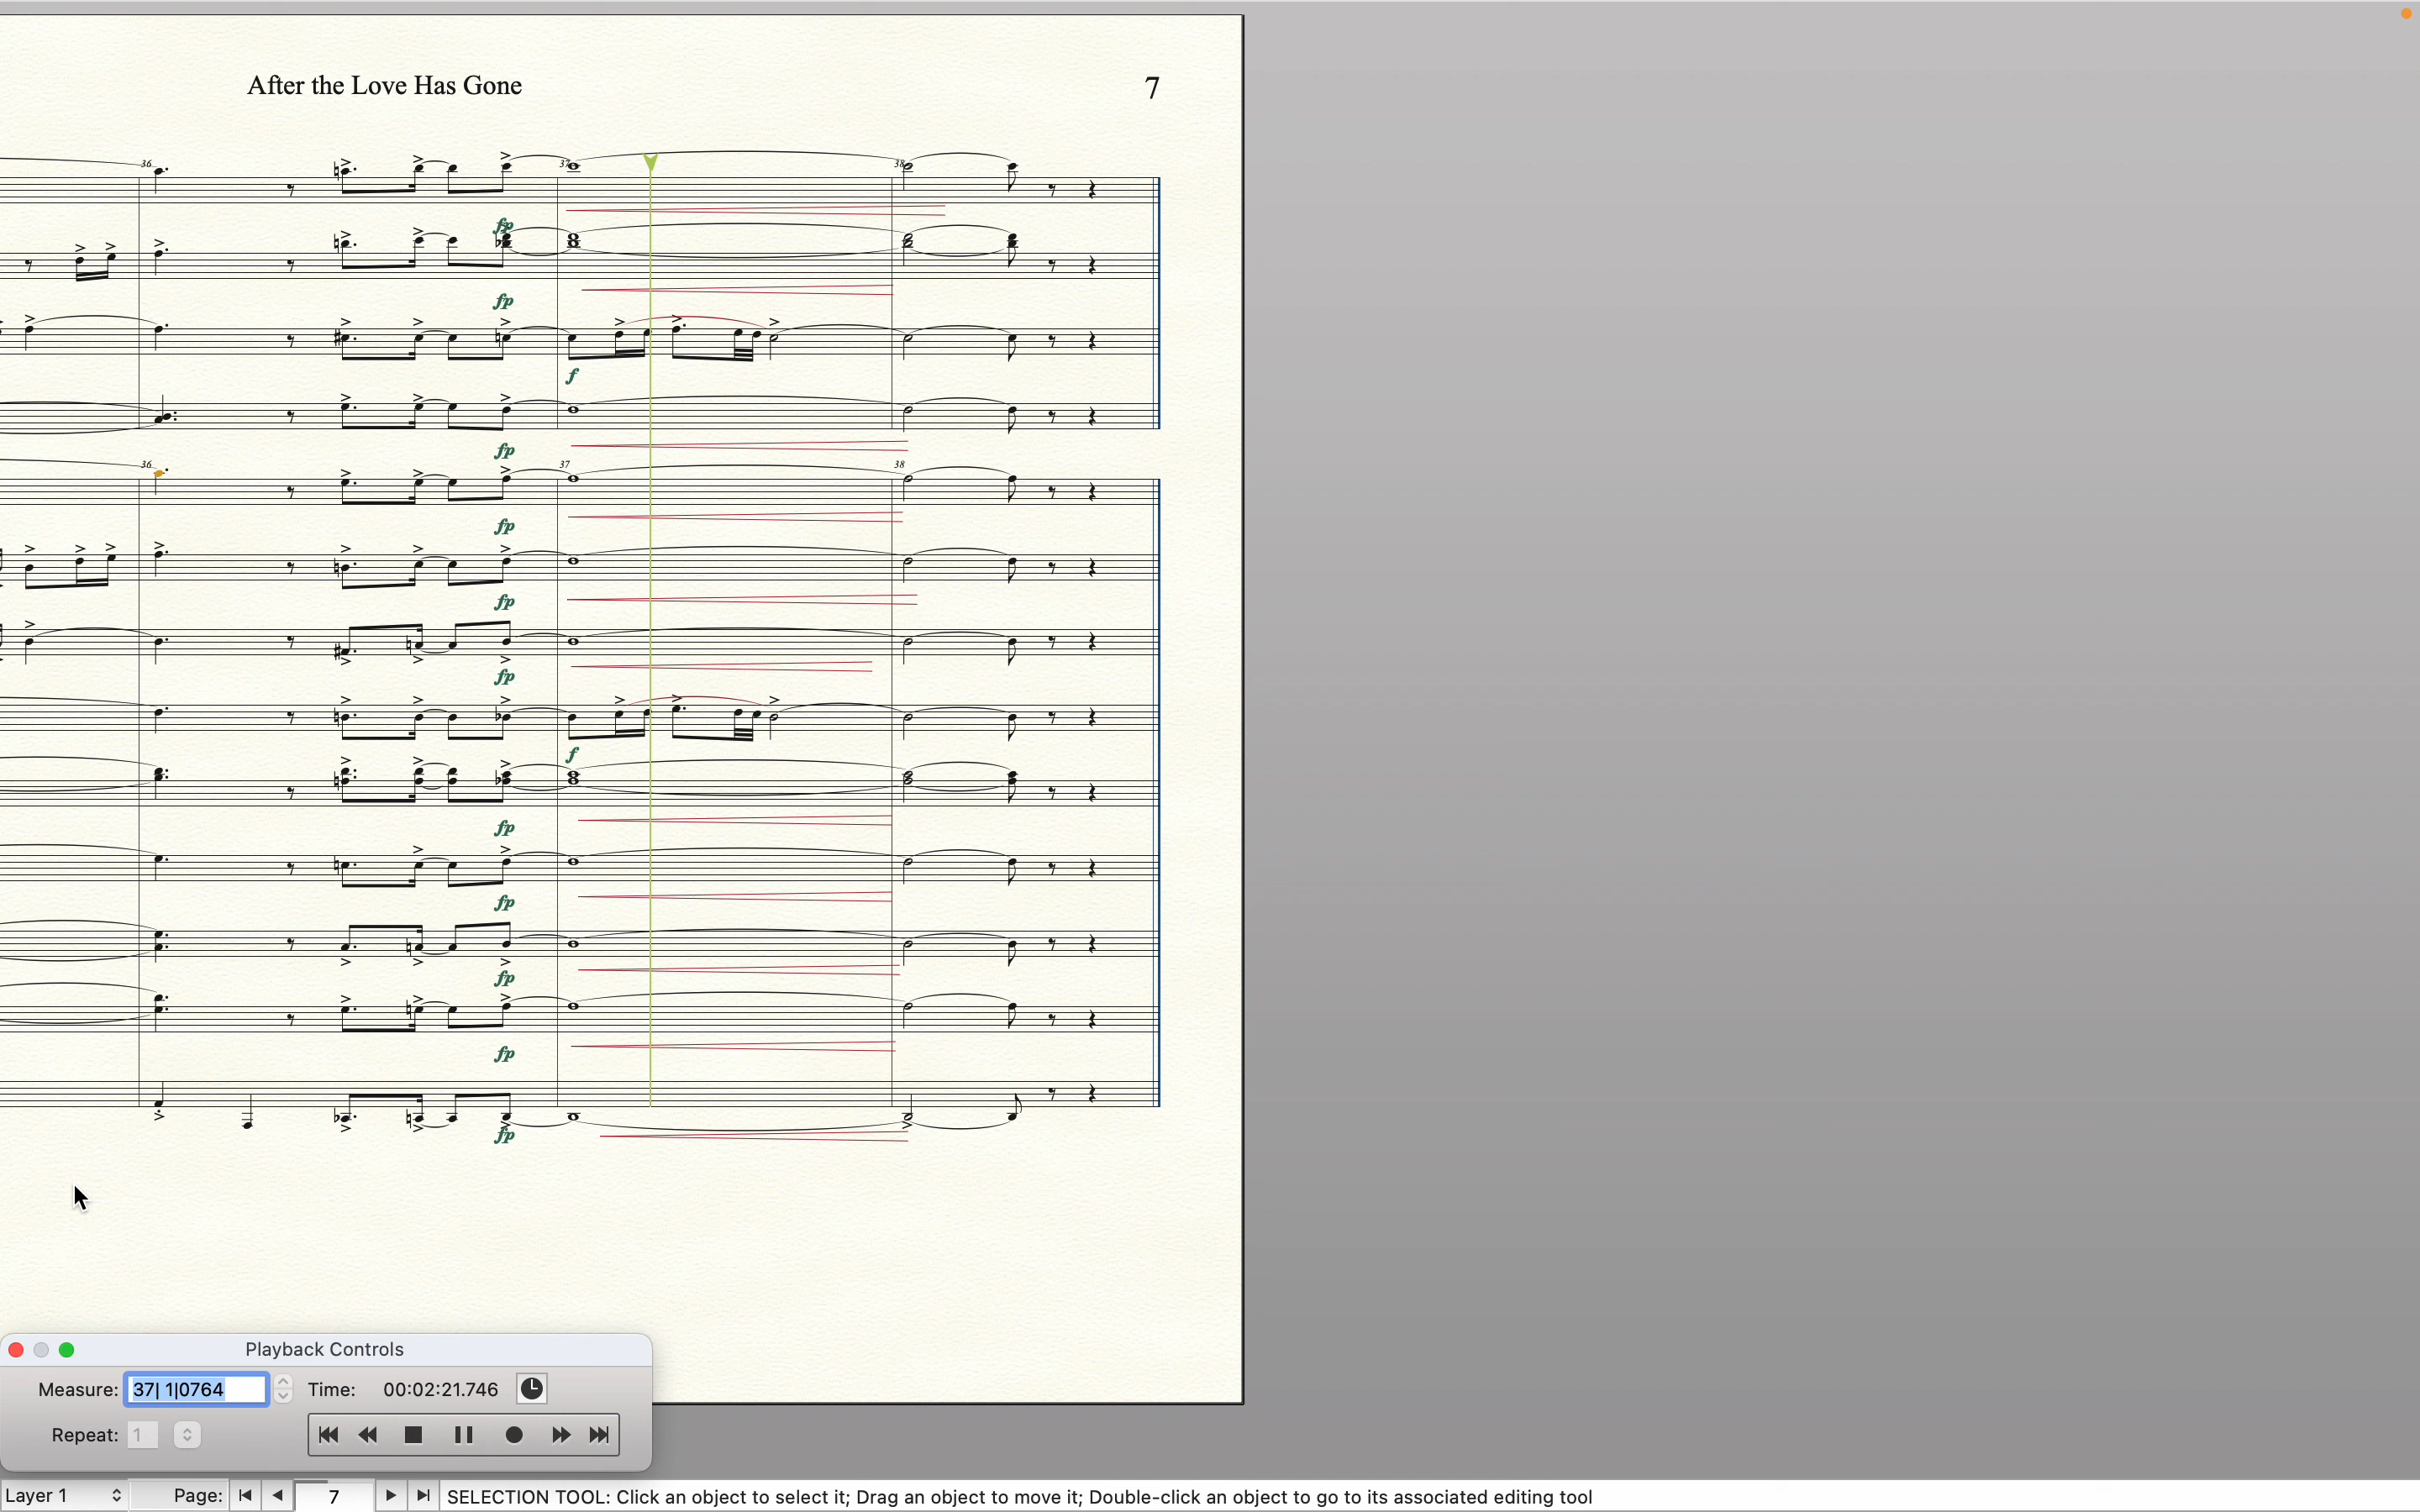 After the Love Has Gone
7
36
37
38
fp
fp
f
fp
36
37
38
fp
fp
fp
f
fp
fp
fp
fp
fp
Playback Controls
Measure: 37| 1|0764 Time: 00:02:21.746
Repeat: 1
Layer 1 Page: 7 SELECTION TOOL: Click an object to select it; Drag an object to move it; Double-click an object to go to its associated editing tool